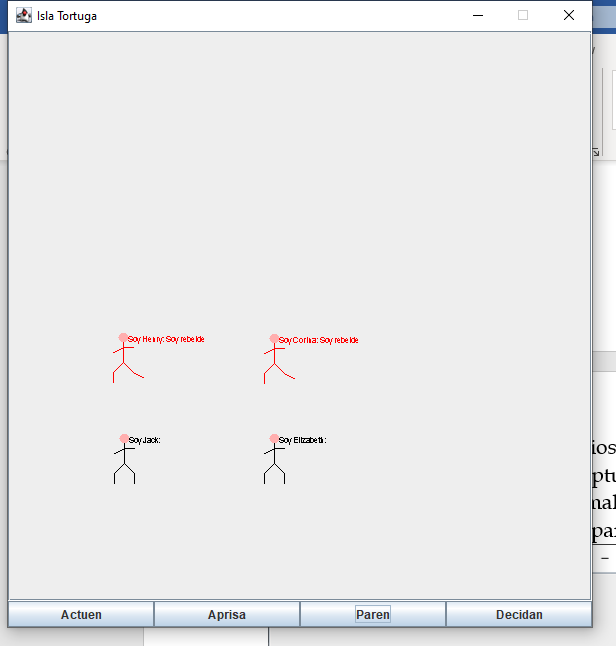 Isla Tortuga
Soy Henry: Soy rebelde
Soy Corina: Soy rebelde
Soy Jack:
Soy Elizabeth:
Actuen
Aprisa
Paren
Decidan